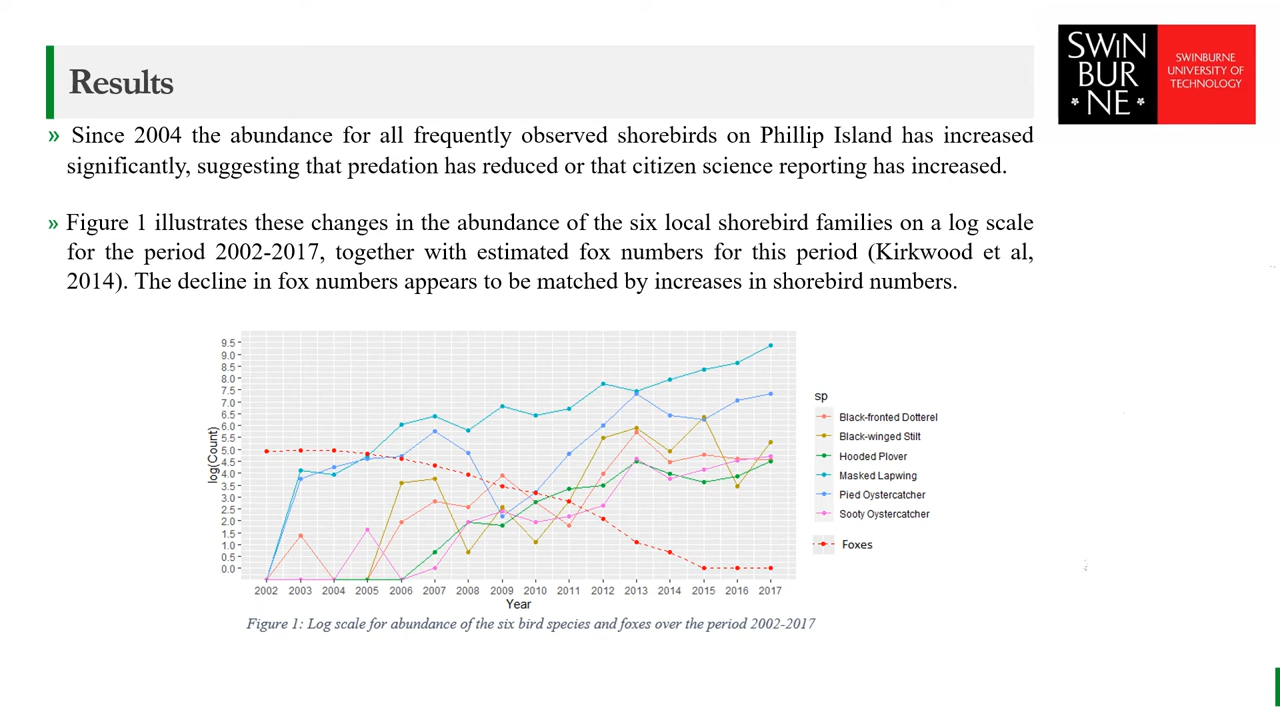 Results
SWIN
BUR
*NE*
SWINBURNE
UNIVERSITY OF
TECHNOLOGY
» Since 2004 the abundance for all frequently observed shorebirds on Phillip Island has increased
significantly, suggesting that predation has reduced or that citizen science reporting has increased.
» Figure 1 illustrates these changes in the abundance of the six local shorebird families on a log scale
for the period 2002-2017, together with estimated fox numbers for this period (Kirkwood et al,
2014). The decline in fox numbers appears to be matched by increases in shorebird numbers.
log(Count)
9.5
9.0
8.5
8.0
7.5
7.0
6.5
6.0
5.5
5.0
4.5
4.0
3.5
3.0
2.5
2.0
1.5
1.0
0.5
0.0
2002 2003 2004 2005 2006 2007 2008 2009 2010 2011 2012 2013 2014 2015 2016 2017
Year
sp
Black-fronted Dotterel
Black-winged Stilt
Hooded Plover
Masked Lapwing
Pied Oystercatcher
Sooty Oystercatcher
Foxes
Figure 1: Log scale for abundance of the six bird species and foxes over the period 2002-2017